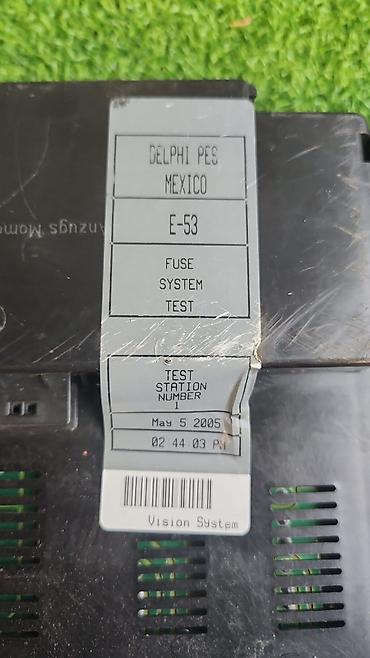 DELPHI PES
MEXICO
E-53
FUSE
SYSTEM
TEST
TEST
STATION
NUMBER
1
May 5 2005
02 44 03 PM
Vision System
Anzugs